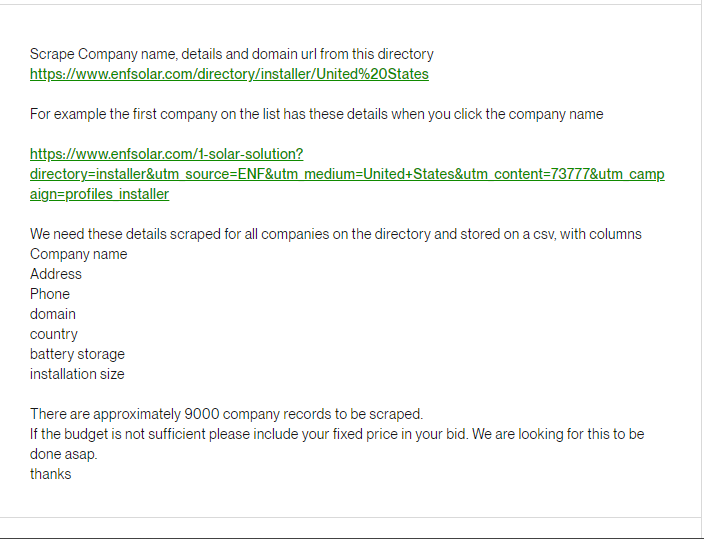 Scrape Company name, details and domain url from this directory
https://www.enfsolar.com/directory/installer/United%20States
For example the first company on the list has these details when you click the company name
https://www.enfsolar.com/1-solar-solution?
directory=installer&utm_source=ENF&utm_medium=United+States&utm_content=73777&utm_camp
aign=profiles_installer
We need these details scraped for all companies on the directory and stored on a csv, with columns
Company name
Address
Phone
domain
country
battery storage
installation size
There are approximately 9000 company records to be scraped.
If the budget is not sufficient please include your fixed price in your bid. We are looking for this to be
done asap.
thanks